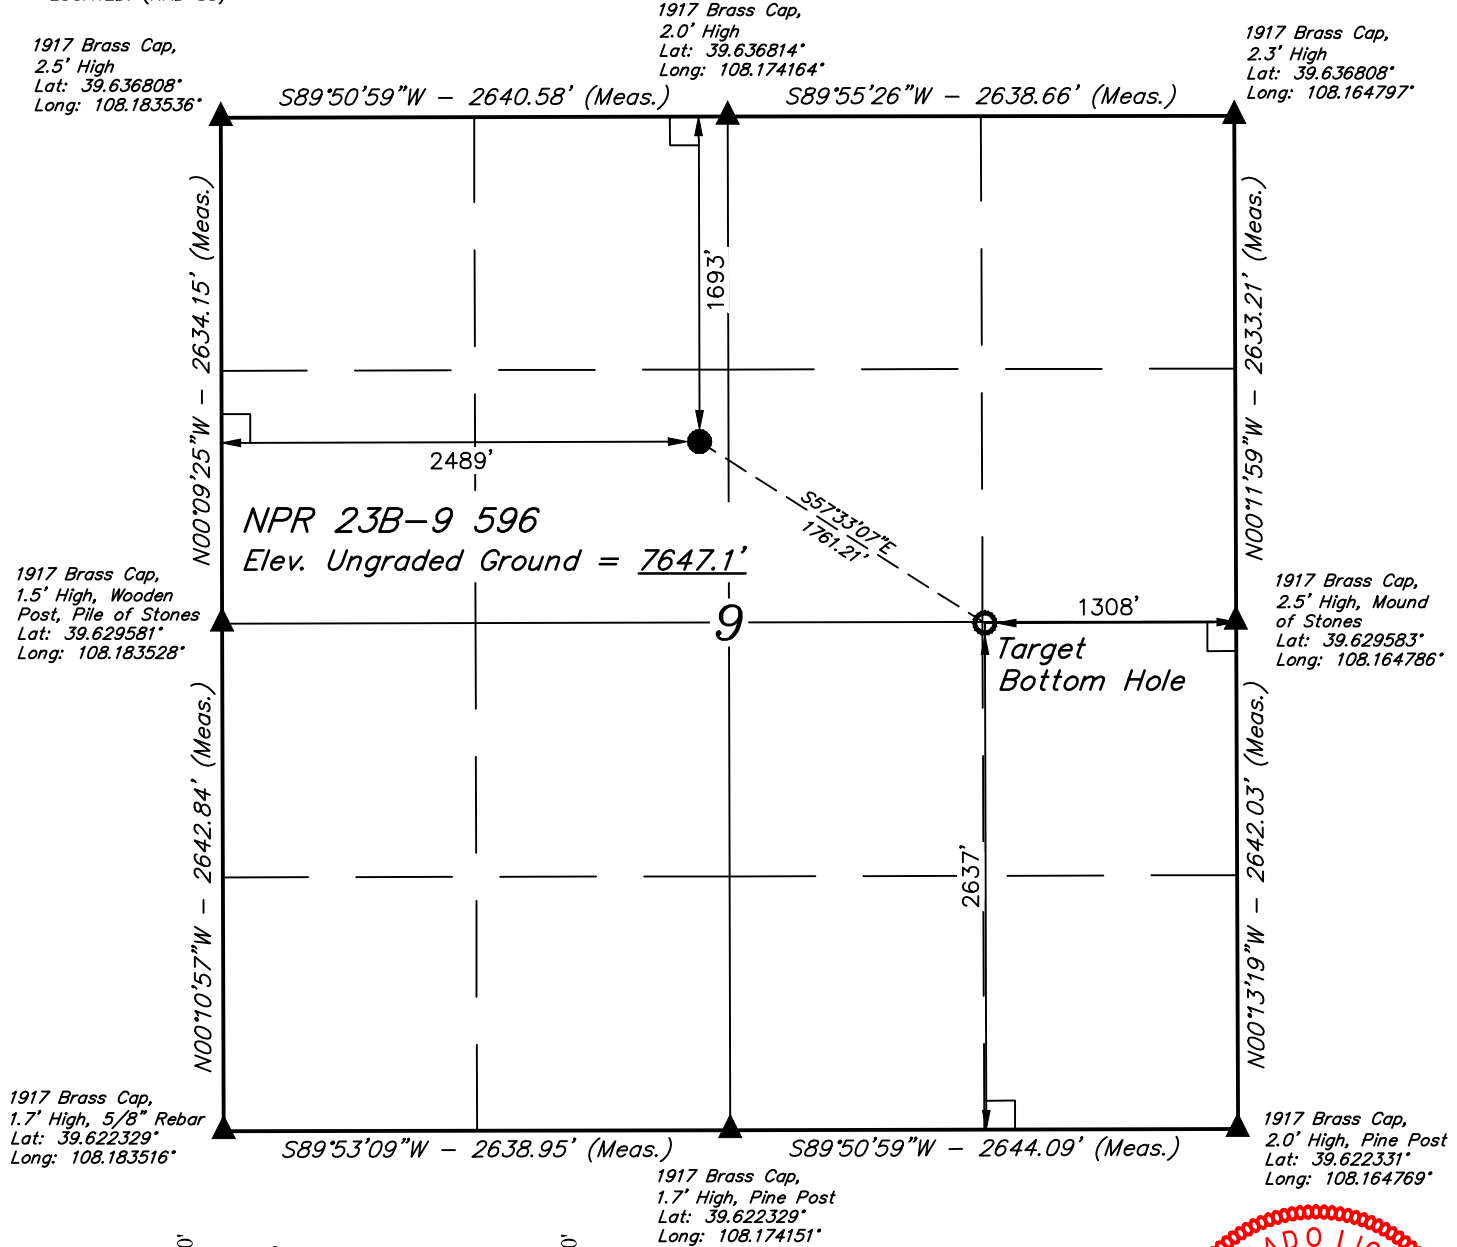 1917 Brass Cap,
2.5' High
Lat: 39.636808°
Long: 108.183536°
1917 Brass Cap,
2.0' High
Lat: 39.636814°
Long: 108.174164°
1917 Brass Cap,
2.3' High
Lat: 39.636808°
Long: 108.164797°
S89°50'59"W – 2640.58' (Meas.)
S89°55'26"W – 2638.66' (Meas.)
N00°09'25"W – 2634.15' (Meas.)
1693'
N00°11'59"W – 2633.21' (Meas.)
2489'
NPR 23B-9 596
Elev. Ungraded Ground = 7647.1'
S57°33'07"E
1761.21'
1917 Brass Cap,
1.5' High, Wooden
Post, Pile of Stones
Lat: 39.629581°
Long: 108.183528°
9
1308'
Target
Bottom Hole
1917 Brass Cap,
2.5' High, Mound
of Stones
Lat: 39.629583°
Long: 108.164786°
N00°10'57"W – 2642.84' (Meas.)
2637'
N00°13'19"W – 2642.03' (Meas.)
1917 Brass Cap,
1.7' High, 5/8" Rebar
Lat: 39.622329°
Long: 108.183516°
S89°53'09"W – 2638.95' (Meas.)
S89°50'59"W – 2644.09' (Meas.)
1917 Brass Cap,
1.7' High, Pine Post
Lat: 39.622329°
Long: 108.174151°
1917 Brass Cap,
2.0' High, Pine Post
Lat: 39.622331°
Long: 108.164769°